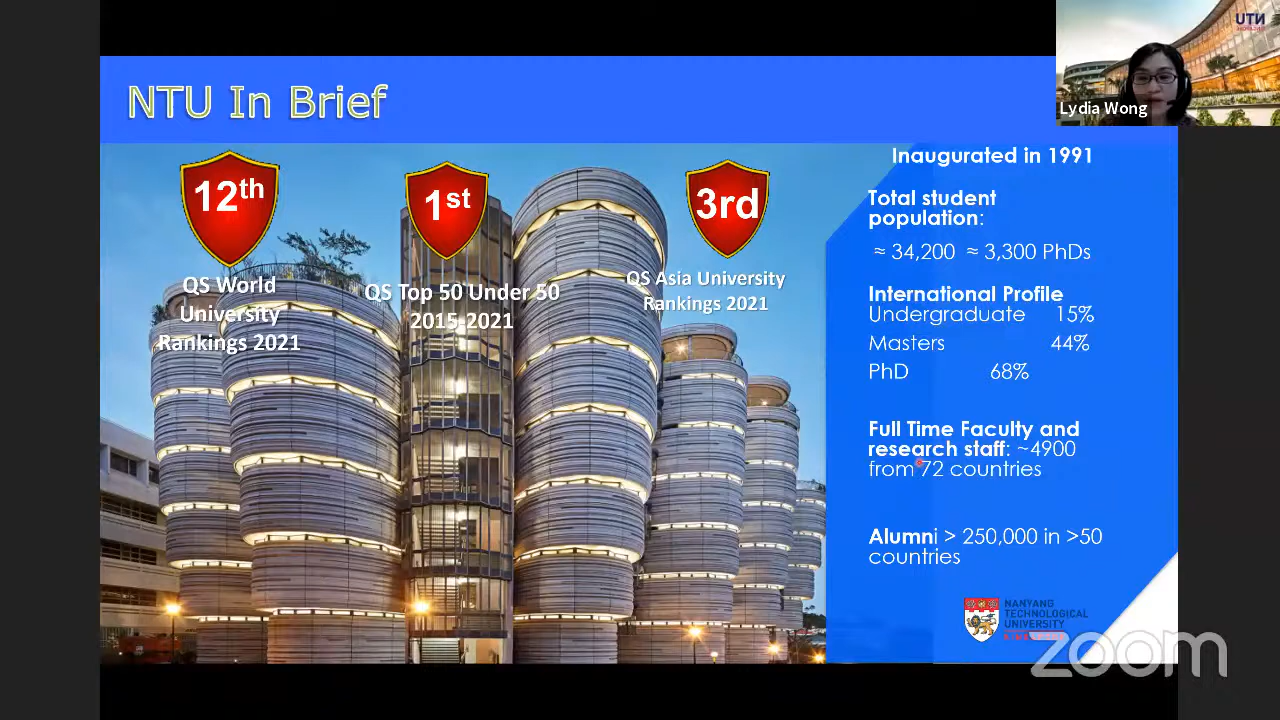 NTU In Brief
UTN
Lydia Wong
12th
1st
3rd
QS World
University
Rankings 2021
QS Top 50 Under 50
2015-2021
QS Asia University
Rankings 2021
Inaugurated in 1991
Total student
population:
≈ 34,200 ≈ 3,300 PhDs
International Profile
Undergraduate 15%
Masters 44%
PhD 68%
Full Time Faculty and
research staff: ~4900
from 72 countries
Alumni > 250,000 in >50
countries
NANYANG
TECHNOLOGICAL
UNIVERSITY
SINGAPORE
zoom